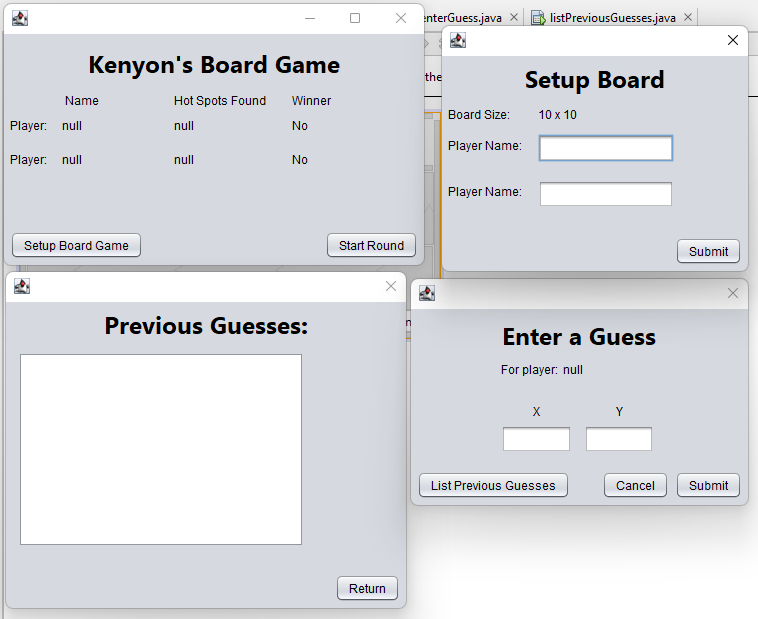 enterGuess.java
listPreviousGuesses.java
the
Kenyon's Board Game
Name Hot Spots Found Winner
Player: null null No
Player: null null No
Setup Board Game Start Round
Setup Board
Board Size: 10 x 10
Player Name:
Player Name:
Submit
Previous Guesses:
Return
Enter a Guess
For player: null
X Y
List Previous Guesses Cancel Submit